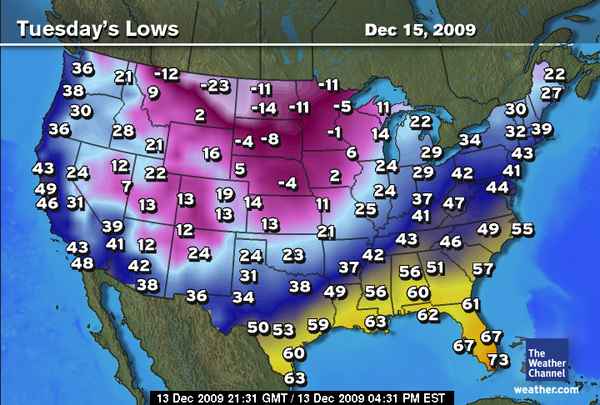 Tuesday's Lows
Dec 15, 2009
36 21 -12 -23 -11 -11 22
38 9 -14 -11 -5 11 27
30 2 22 30
36 28 21 -4 -8 -1 14 34 32 39
16 6 29 43
43 24 12 22 5 24 29 42 41
49 7 -4 2 24 44
46 31 13 13 19 14 11 25 37 47
13 13 41
39 12 21 43 49 55
43 41 12 24 24 23 42 46
48 42 31 37 56 51 57
38 36 34 38 49 56 60 61
50 53 59 63 62
60 67 67
63 73
The
Weather
Channel
weather.com
13 Dec 2009 21:31 GMT / 13 Dec 2009 04:31 PM EST